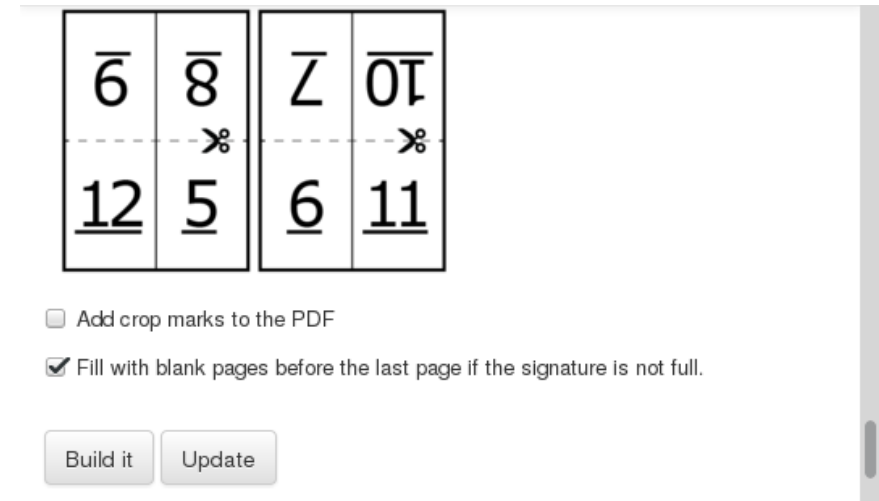 9 8 7 10
12 5 6 11
Add crop marks to the PDF
Fill with blank pages before the last page if the signature is not full.
Build it Update